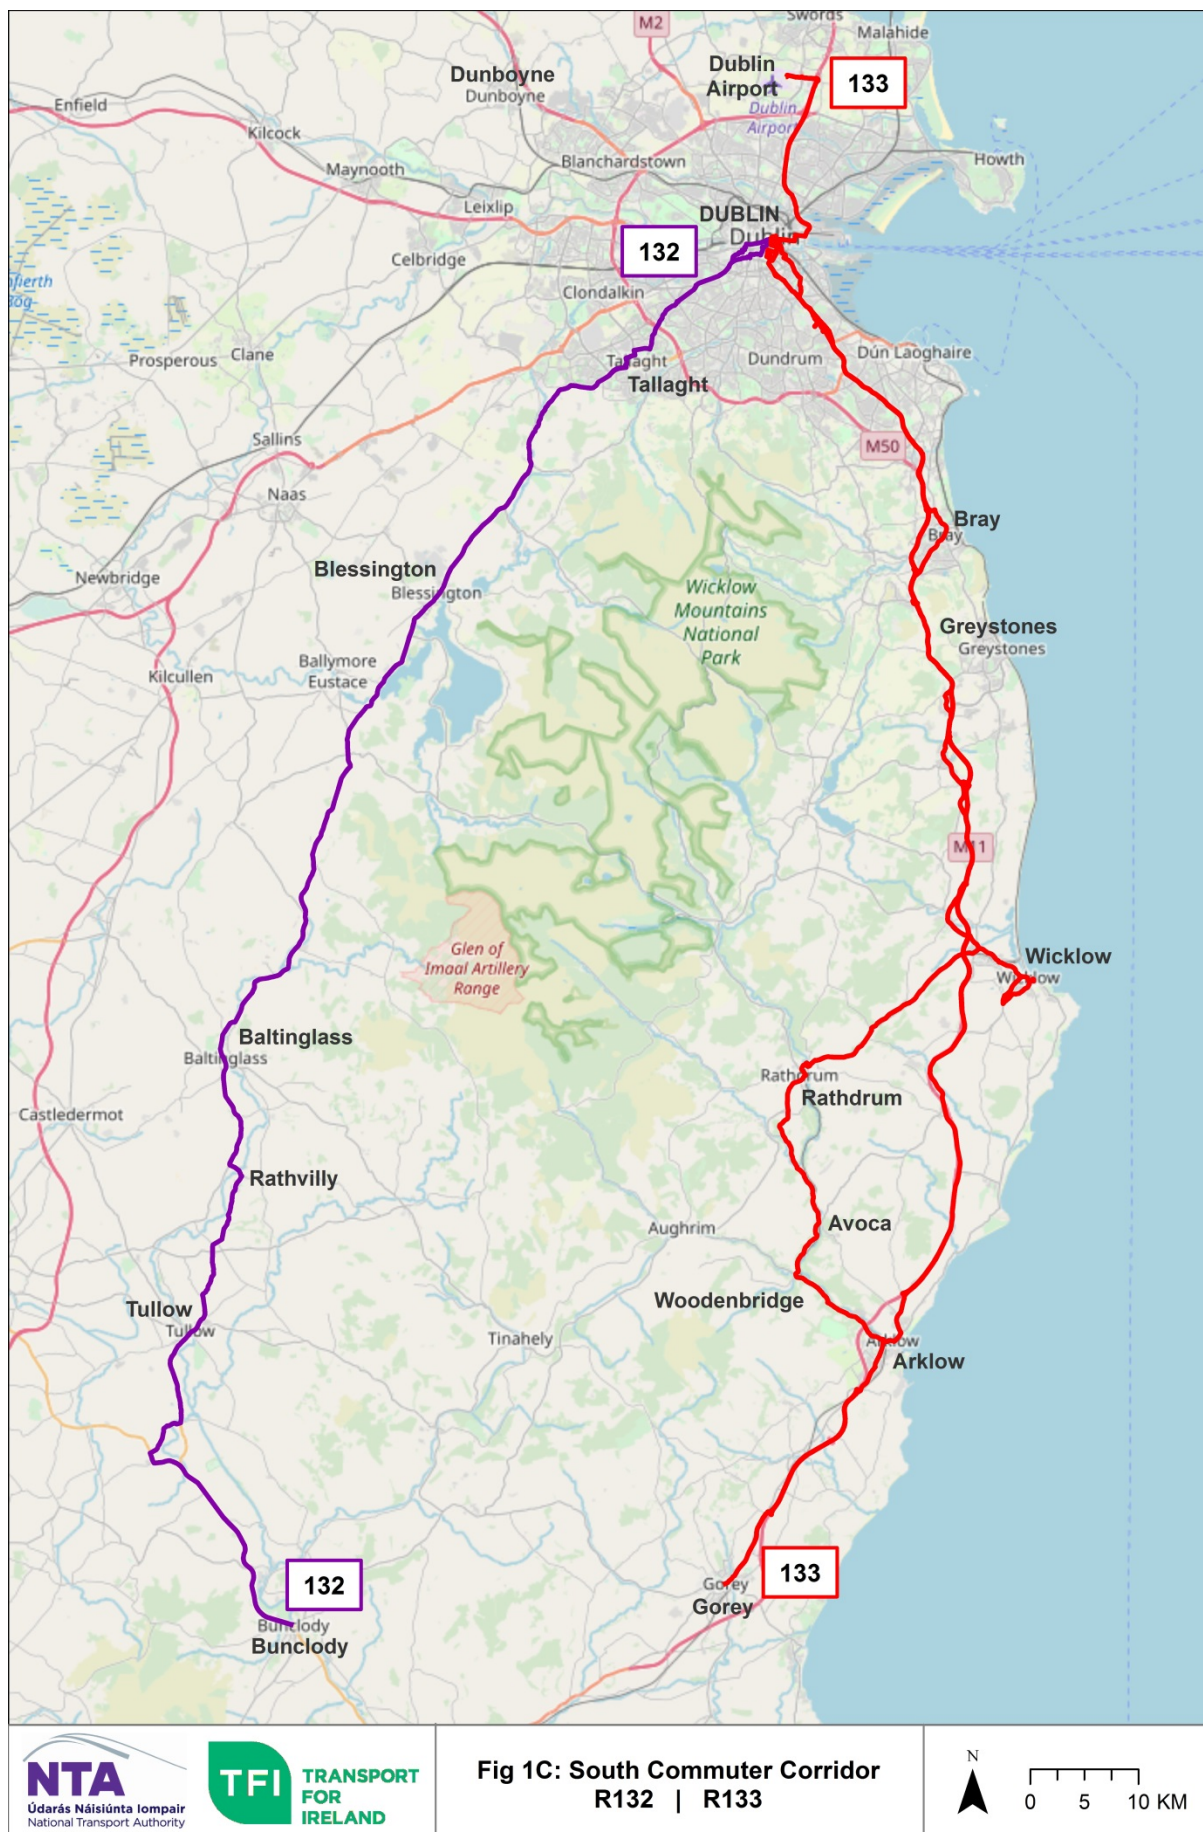 Swords
M2
Malahide
Dublin
Airport
133
Dunboyne
Dunboyne
Dublin
Airport
Enfield
Kilcock
Maynooth
Blanchardstown
Howth
Leixlip
DUBLIN
Dublin
132
Celbridge
Clondalkin
Prosperous
Clane
Tallaght
Tallaght
Dundrum
Dún Laoghaire
Sallins
M50
Naas
Bray
Bray
Blessington
Blessington
Newbridge
Wicklow
Mountains
National
Park
Greystones
Greystones
Ballymore
Eustace
Kilcullen
M11
Glen of
Imaal Artillery
Range
Wicklow
Wicklow
Baltinglass
Baltinglass
Rathdrum
Rathdrum
Castledermot
Rathvilly
Avoca
Aughrim
Woodenbridge
Tullow
Tullow
Tinahely
Arklow
Arklow
132
133
Gorey
Gorey
Bunclody
Bunclody
NTA
Údarás Náisiúnta Iompair
National Transport Authority
TFI
TRANSPORT
FOR
IRELAND
Fig 1C: South Commuter Corridor
R132 | R133
N
0 5 10 KM